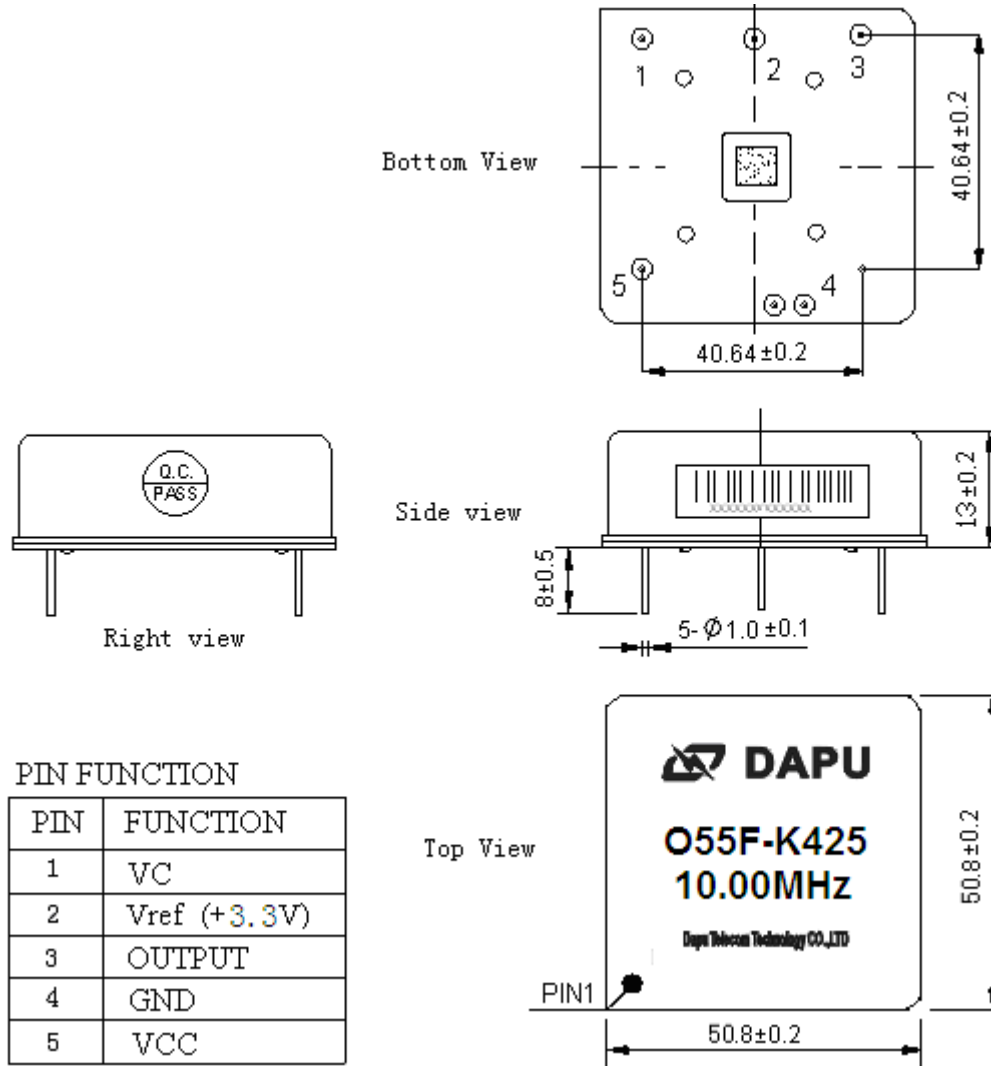 1
2
3
40.64±0.2
Bottom View
5
4
40.64±0.2
Q.C.
PASS
Right view
Side view
13±0.2
8±0.5
5-Φ1.0±0.1
PIN FUNCTION
PIN FUNCTION
1 VC
2 Vref (+3.3V)
3 OUTPUT
4 GND
5 VCC
Top View
DAPU
O55F-K425
10.00MHz
Dapu Telecom Technology CO.,LTD
PIN1
50.8±0.2
50.8±0.2